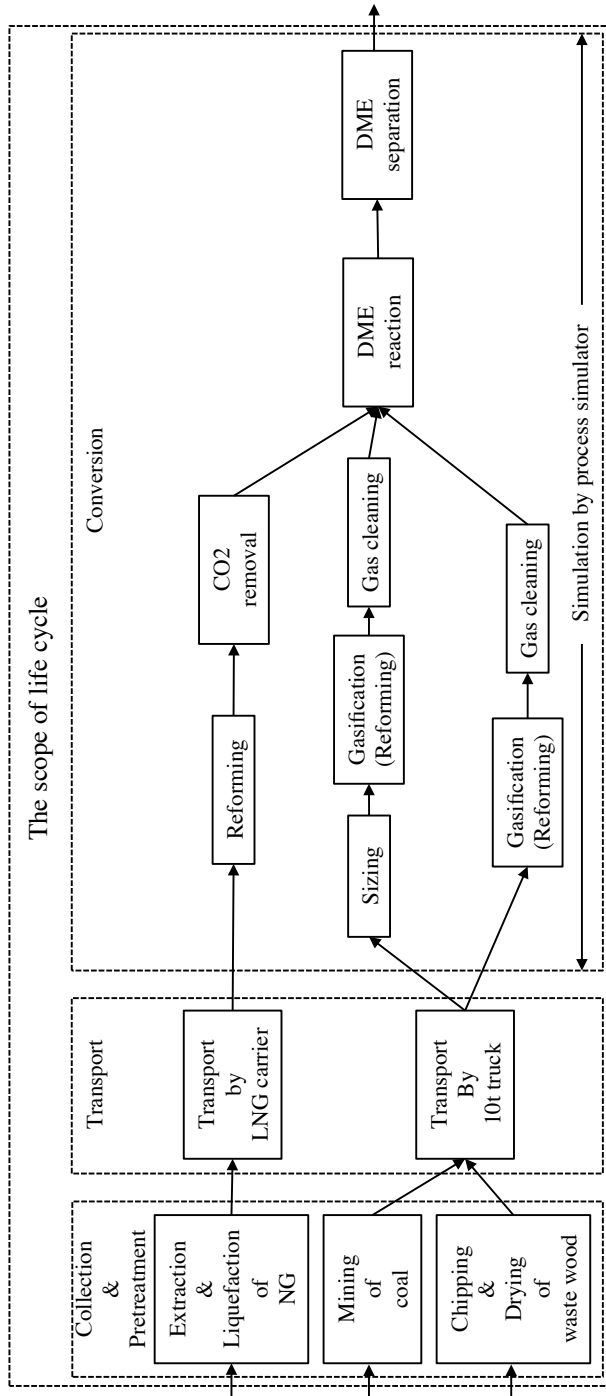 The scope of life cycle
Collection
&
Pretreatment
Extraction
&
Liquefaction
of
NG
Mining
of
coal
Chipping
&
Drying
of
waste wood
Transport
Transport
by
LNG carrier
Transport
By
10t truck
Conversion
Reforming
CO2
removal
Sizing
Gasification
(Reforming)
Gas cleaning
Gasification
(Reforming)
Gas cleaning
DME
reaction
DME
separation
Simulation by process simulator